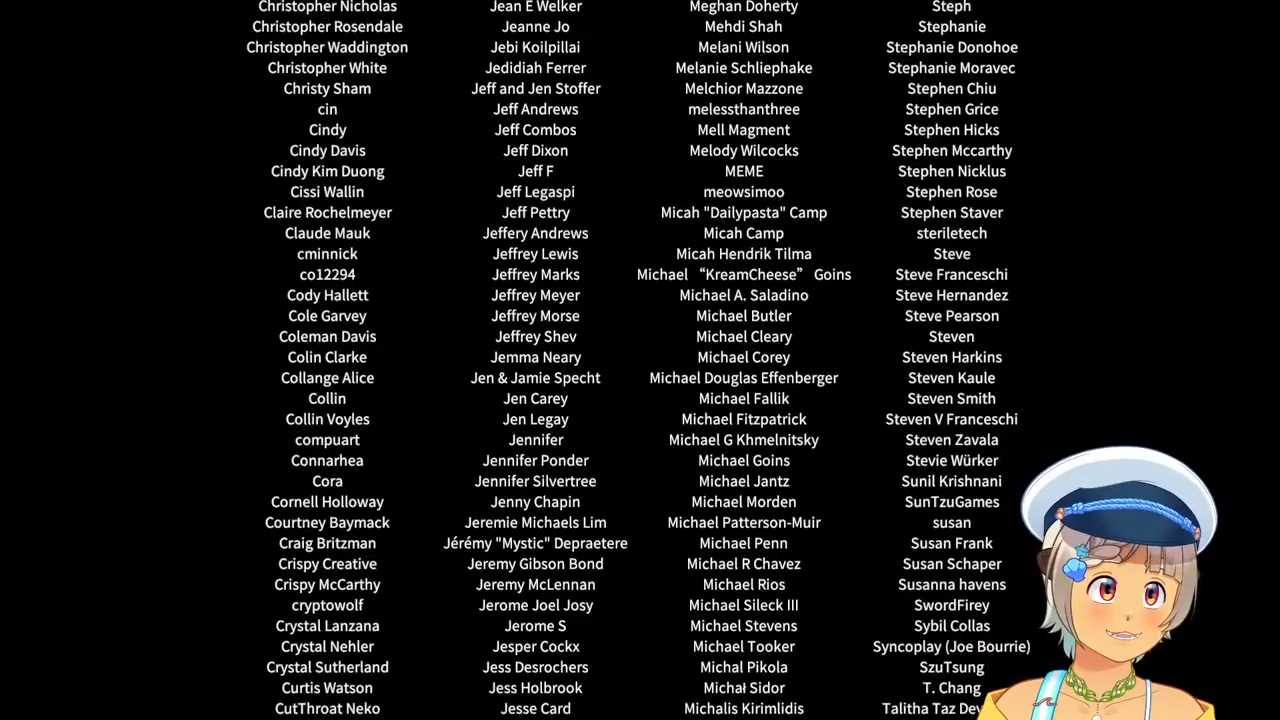 Christopher Nicholas
Christopher Rosendale
Christopher Waddington
Christopher White
Christy Sham
cin
Cindy
Cindy Davis
Cindy Kim Duong
Cissi Wallin
Claire Rochelmeyer
Claude Mauk
cminnick
co12294
Cody Hallett
Cole Garvey
Coleman Davis
Colin Clarke
Collange Alice
Collin
Collin Voyles
compuart
Connarhea
Cora
Cornell Holloway
Courtney Baymack
Craig Britzman
Crispy Creative
Crispy McCarthy
cryptowolf
Crystal Lanzana
Crystal Nehler
Crystal Sutherland
Curtis Watson
CutThroat Neko
Jean E Welker
Jeanne Jo
Jebi Koilpillai
Jedidiah Ferrer
Jeff and Jen Stoffer
Jeff Andrews
Jeff Combos
Jeff Dixon
Jeff F
Jeff Legaspi
Jeff Pettry
Jeffery Andrews
Jeffrey Lewis
Jeffrey Marks
Jeffrey Meyer
Jeffrey Morse
Jeffrey Shev
Jemma Neary
Jen & Jamie Specht
Jen Carey
Jen Legay
Jennifer
Jennifer Ponder
Jennifer Silvertree
Jenny Chapin
Jeremie Michaels Lim
Jérémy "Mystic" Depraetere
Jeremy Gibson Bond
Jeremy McLennan
Jerome Joel Josy
Jerome S
Jesper Cockx
Jess Desrochers
Jess Holbrook
Jesse Card
Meghan Doherty
Mehdi Shah
Melani Wilson
Melanie Schliephake
Melchior Mazzone
melessthanthree
Mell Magment
Melody Wilcocks
MEME
meowsimoo
Micah "Dailypasta" Camp
Micah Camp
Micah Hendrik Tilma
Michael “KreamCheese” Goins
Michael A. Saladino
Michael Butler
Michael Cleary
Michael Corey
Michael Douglas Effenberger
Michael Fallik
Michael Fitzpatrick
Michael G Khmelnitsky
Michael Goins
Michael Jantz
Michael Morden
Michael Patterson-Muir
Michael Penn
Michael R Chavez
Michael Rios
Michael Sileck III
Michael Stevens
Michael Tooker
Michal Pikola
Michał Sidor
Michalis Kirimlidis
Steph
Stephanie
Stephanie Donohoe
Stephanie Moravec
Stephen Chiu
Stephen Grice
Stephen Hicks
Stephen Mccarthy
Stephen Nicklus
Stephen Rose
Stephen Staver
steriletech
Steve
Steve Franceschi
Steve Hernandez
Steve Pearson
Steven
Steven Harkins
Steven Kaule
Steven Smith
Steven V Franceschi
Steven Zavala
Stevie Würker
Sunil Krishnani
SunTzuGames
susan
Susan Frank
Susan Schaper
Susanna havens
SwordFirey
Sybil Collas
Syncoplay (Joe Bourrie)
SzuTsung
T. Chang
Talitha Taz